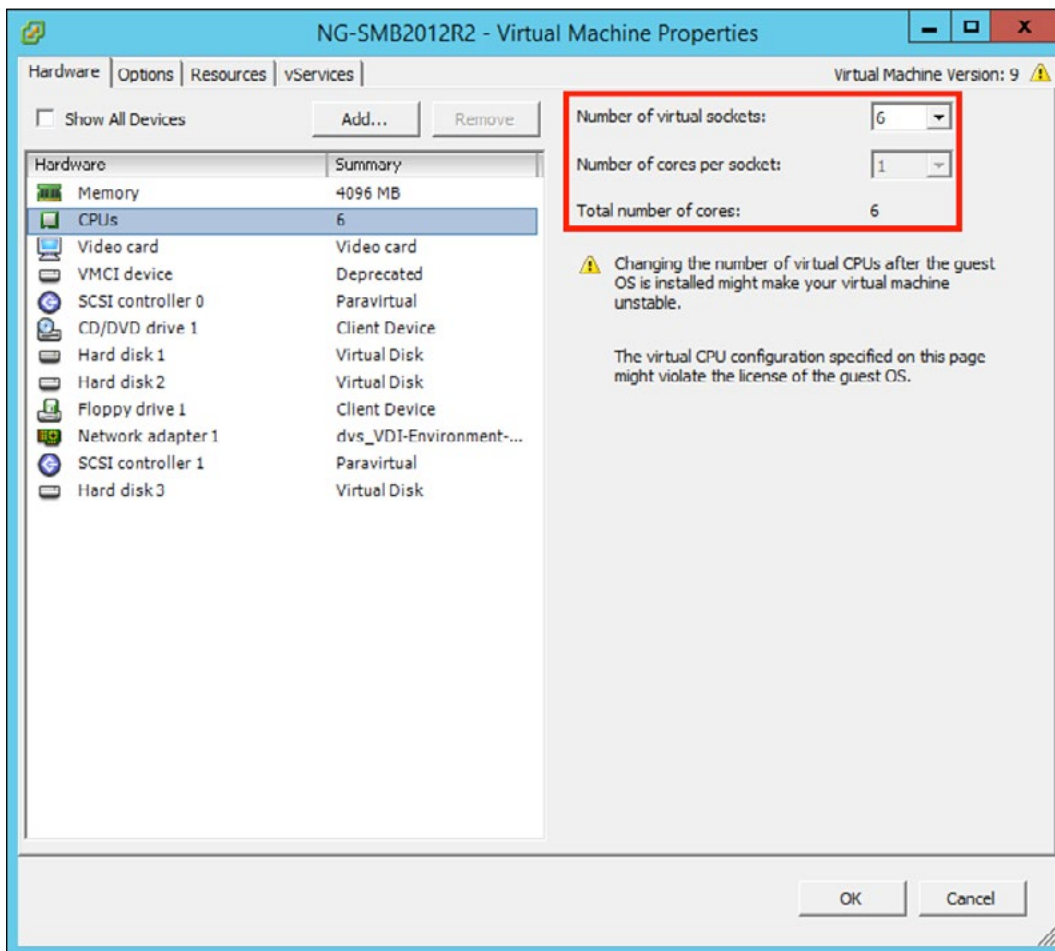 NG-SMB2012R2 - Virtual Machine Properties
Hardware Options Resources vServices
Virtual Machine Version: 9
Show All Devices
Add...
Remove
Number of virtual sockets: 6
Number of cores per socket: 1
Total number of cores: 6
Hardware Summary
Memory 4096 MB
CPUs 6
Video card Video card
VMCI device Deprecated
SCSI controller 0 Paravirtual
CD/DVD drive 1 Client Device
Hard disk 1 Virtual Disk
Hard disk 2 Virtual Disk
Floppy drive 1 Client Device
Network adapter 1 dvs_VDI-Environment-...
SCSI controller 1 Paravirtual
Hard disk 3 Virtual Disk
Changing the number of virtual CPUs after the guest
OS is installed might make your virtual machine
unstable.
The virtual CPU configuration specified on this page
might violate the license of the guest OS.
OK
Cancel